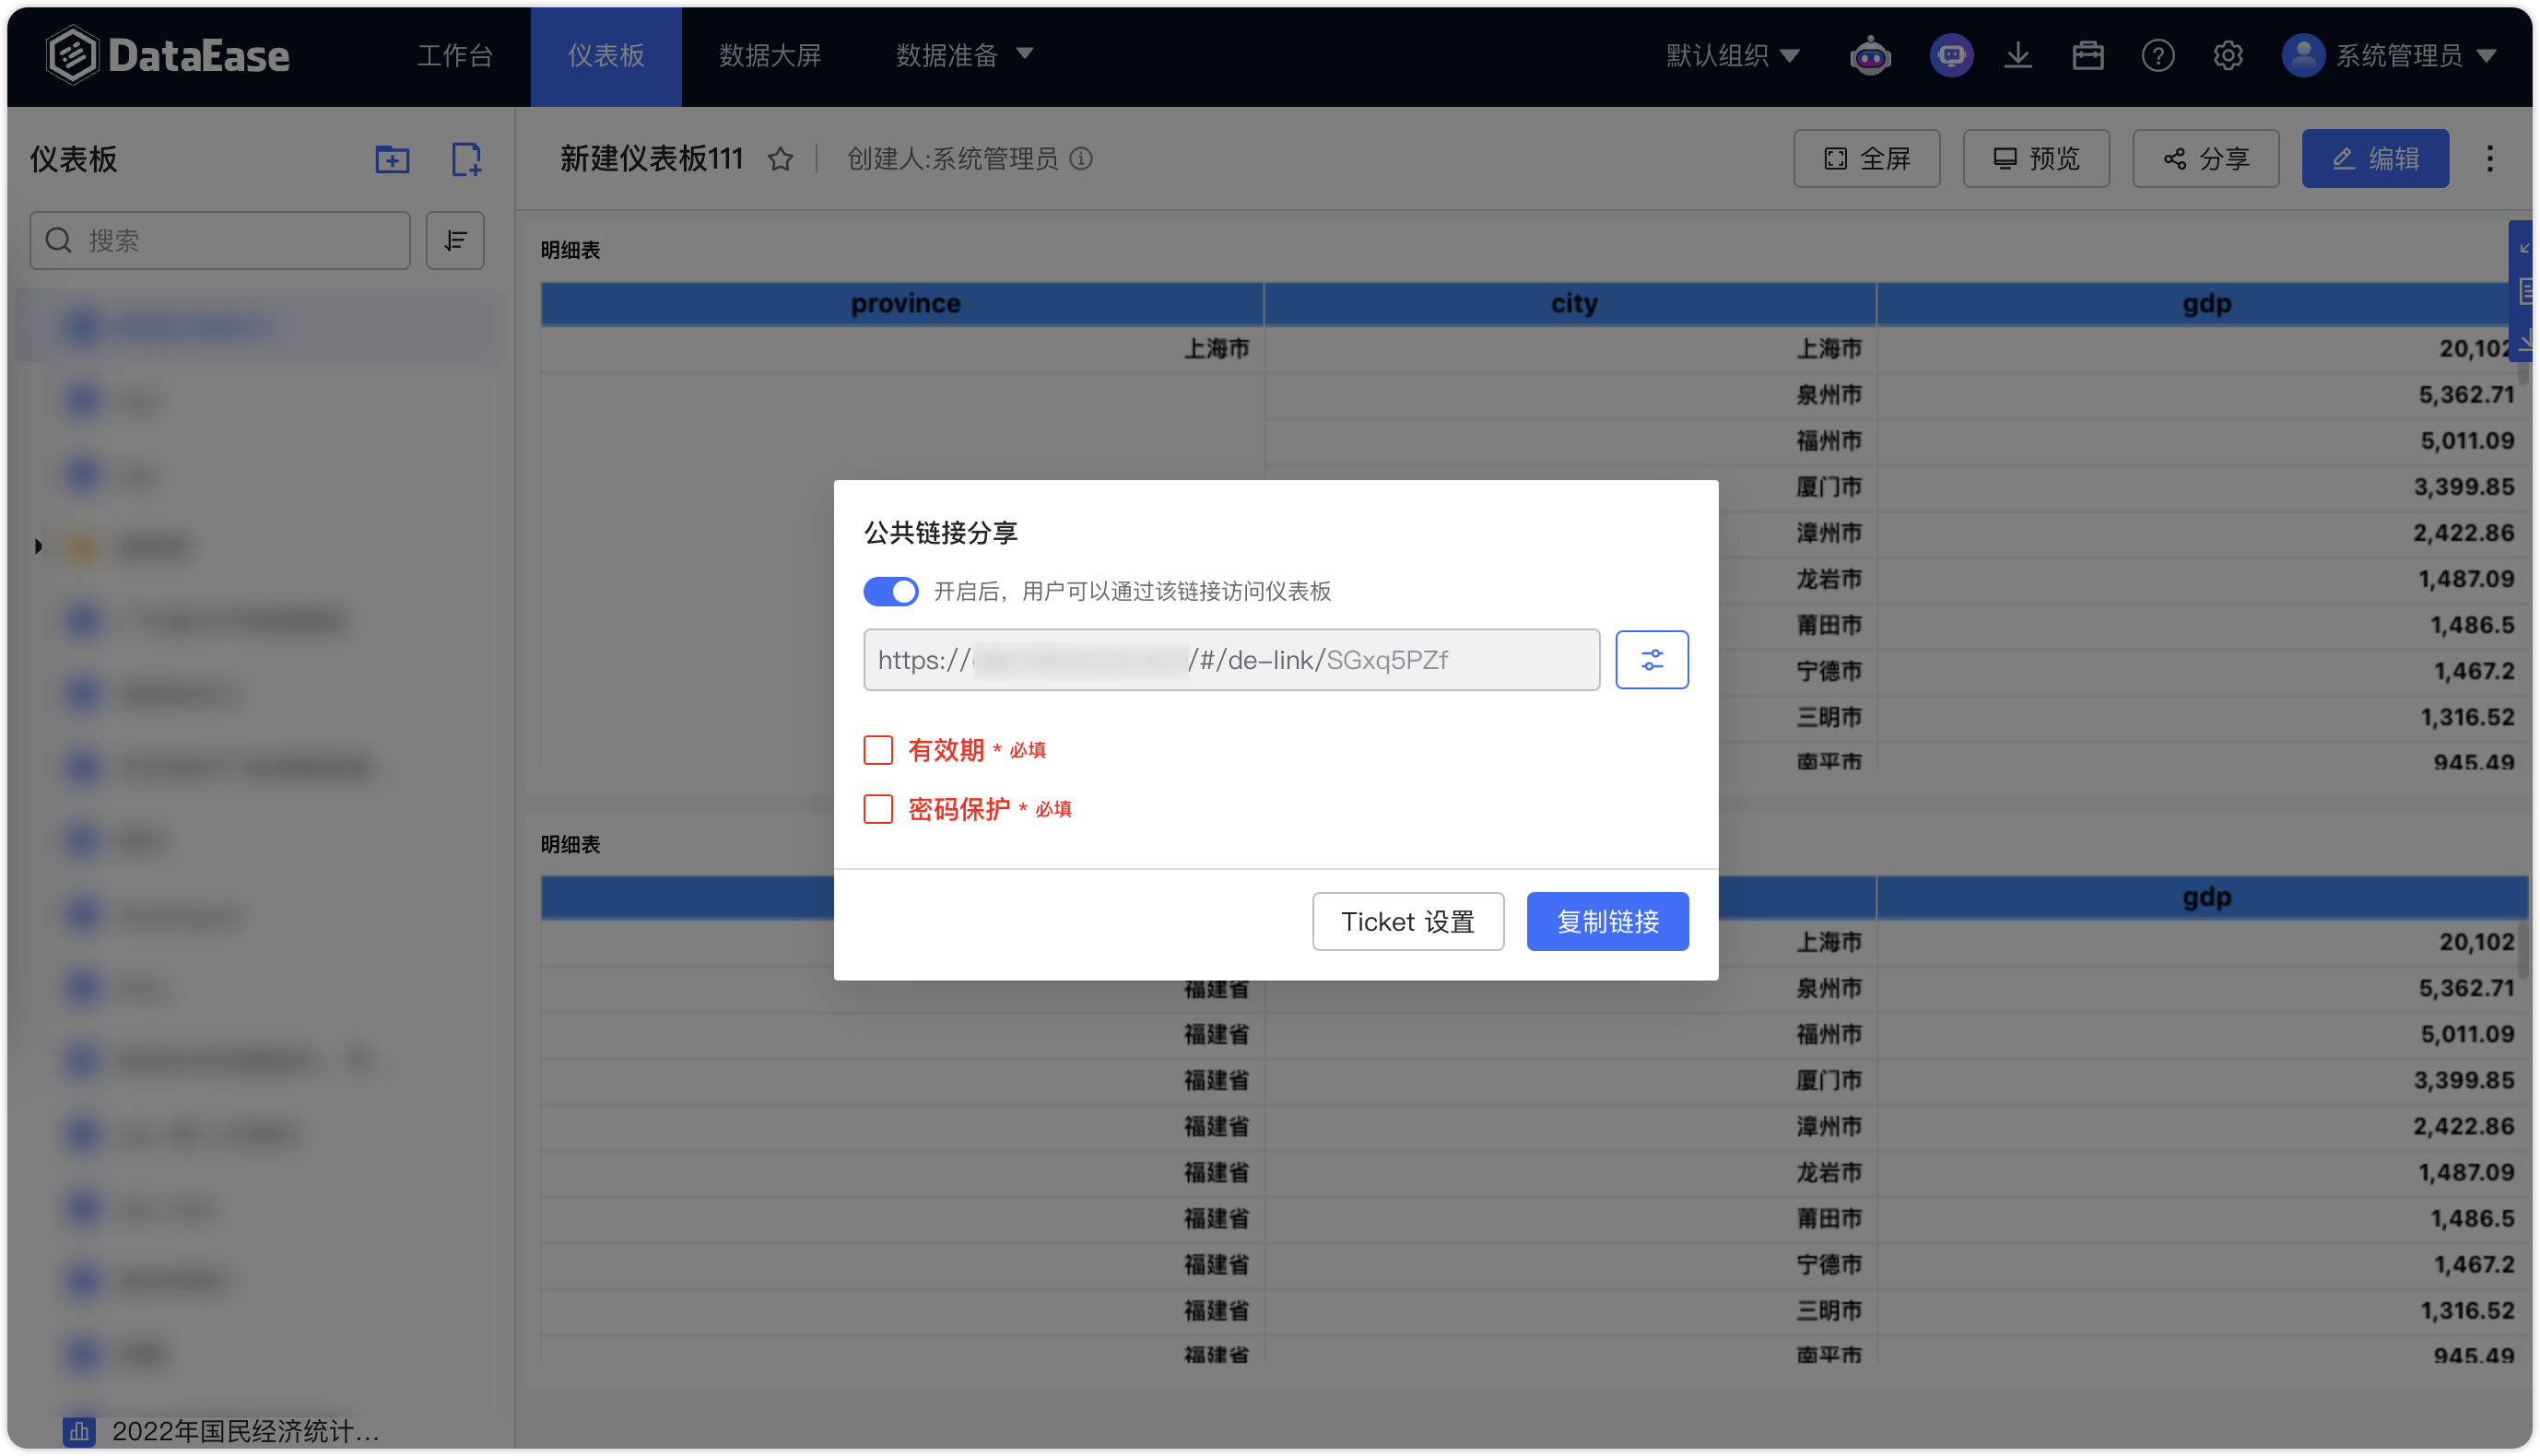 DataEase 工作台 仪表板 数据大屏 数据准备 默认组织 系统管理员
仪表板
搜索
2022年国民经济统计...
新建仪表板111 创建人:系统管理员 全屏 预览 分享 编辑
明细表
province city gdp
上海市 上海市 20,102
泉州市 5,362.71
福州市 5,011.09
厦门市 3,399.85
漳州市 2,422.86
龙岩市 1,487.09
莆田市 1,486.5
宁德市 1,467.2
三明市 1,316.52
南平市 945.49
公共链接分享
开启后，用户可以通过该链接访问仪表板
https:// /#/de-link/SGxq5PZf
有效期 * 必填
密码保护 * 必填
Ticket 设置 复制链接
明细表
gdp
上海市 20,102
福建省 泉州市 5,362.71
福建省 福州市 5,011.09
福建省 厦门市 3,399.85
福建省 漳州市 2,422.86
福建省 龙岩市 1,487.09
福建省 莆田市 1,486.5
福建省 宁德市 1,467.2
福建省 三明市 1,316.52
福建省 南平市 945.49